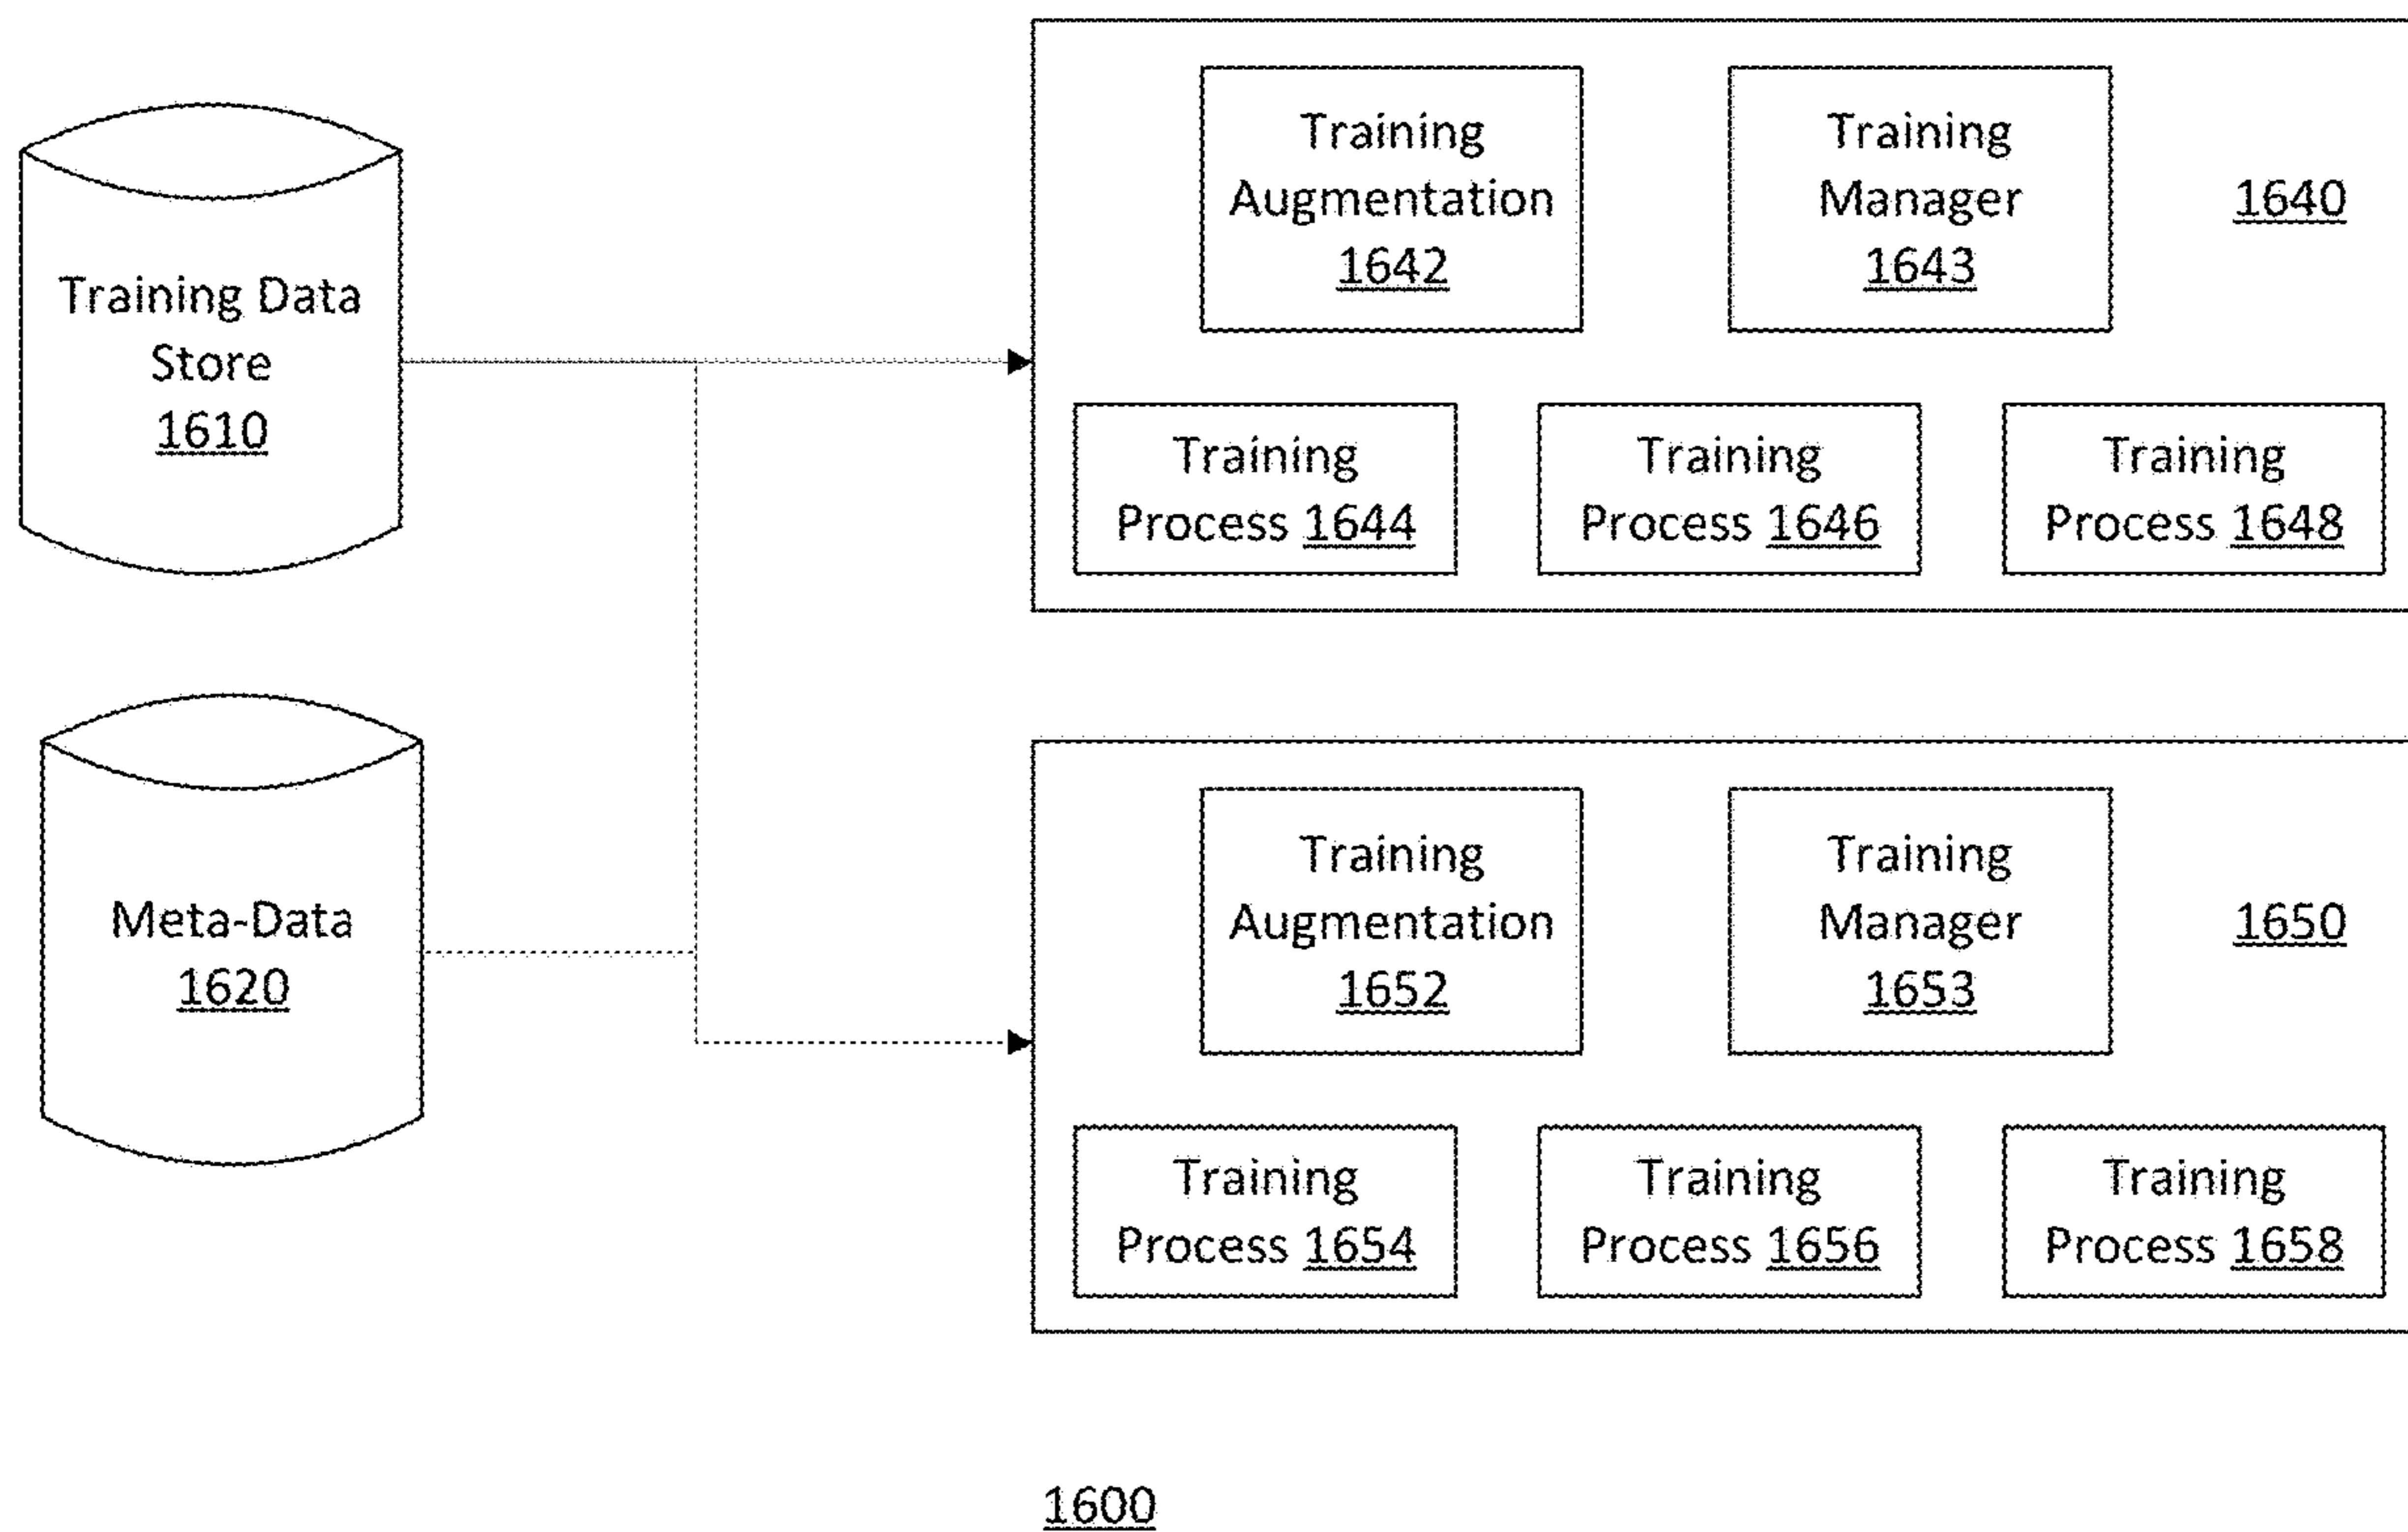 Training Data
Store
1610
Meta-Data
1620
Training
Augmentation
1642
Training
Manager
1643
1640
Training
Process 1644
Training
Process 1646
Training
Process 1648
Training
Augmentation
1652
Training
Manager
1653
1650
Training
Process 1654
Training
Process 1656
Training
Process 1658
1600